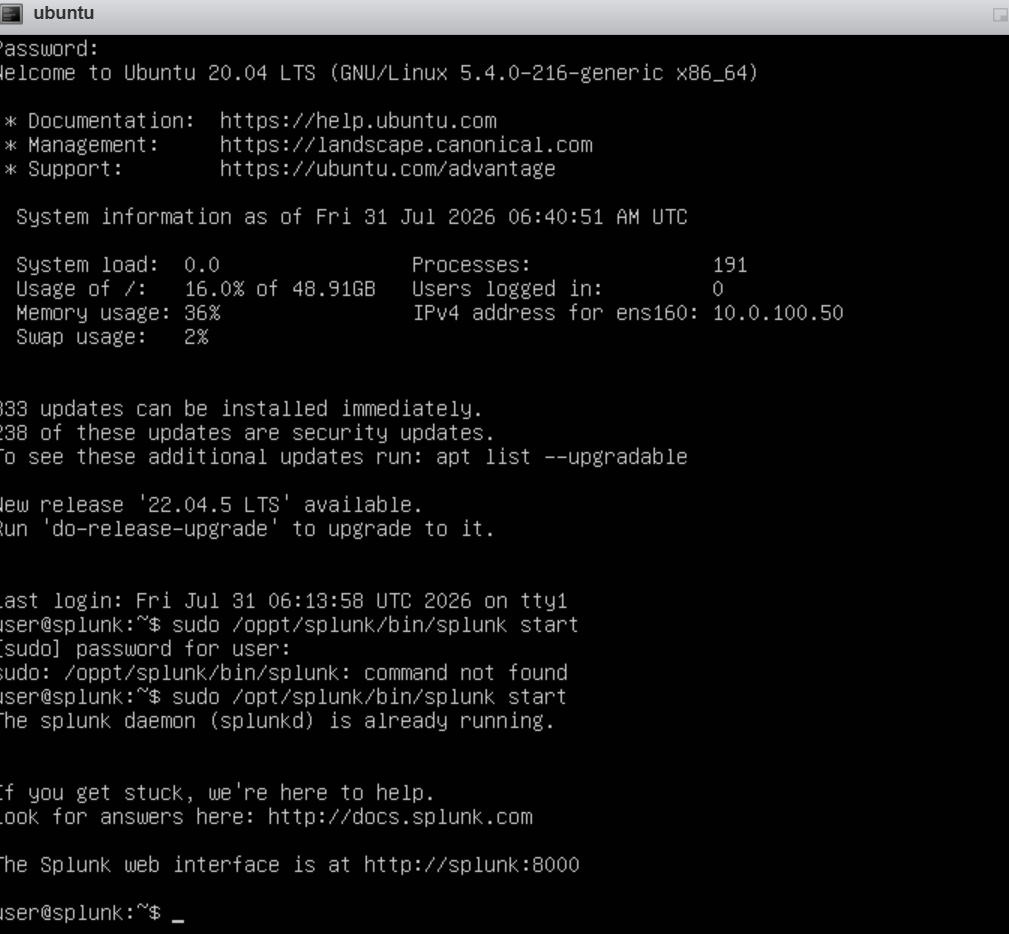 ubuntu
Password:
Welcome to Ubuntu 20.04 LTS (GNU/Linux 5.4.0-216-generic x86_64)
* Documentation: https://help.ubuntu.com
* Management: https://landscape.canonical.com
* Support: https://ubuntu.com/advantage
System information as of Fri 31 Jul 2026 06:40:51 AM UTC
System load: 0.0 Processes: 191
Usage of /: 16.0% of 48.91GB Users logged in: 0
Memory usage: 36% IPv4 address for ens160: 10.0.100.50
Swap usage: 2%
333 updates can be installed immediately.
238 of these updates are security updates.
To see these additional updates run: apt list --upgradable
New release '22.04.5 LTS' available.
Run 'do-release-upgrade' to upgrade to it.
Last login: Fri Jul 31 06:13:58 UTC 2026 on tty1
user@splunk:~$ sudo /oppt/splunk/bin/splunk start
[sudo] password for user:
sudo: /oppt/splunk/bin/splunk: command not found
user@splunk:~$ sudo /opt/splunk/bin/splunk start
The splunk daemon (splunkd) is already running.
If you get stuck, we're here to help.
Look for answers here: http://docs.splunk.com
The Splunk web interface is at http://splunk:8000
user@splunk:~$ _